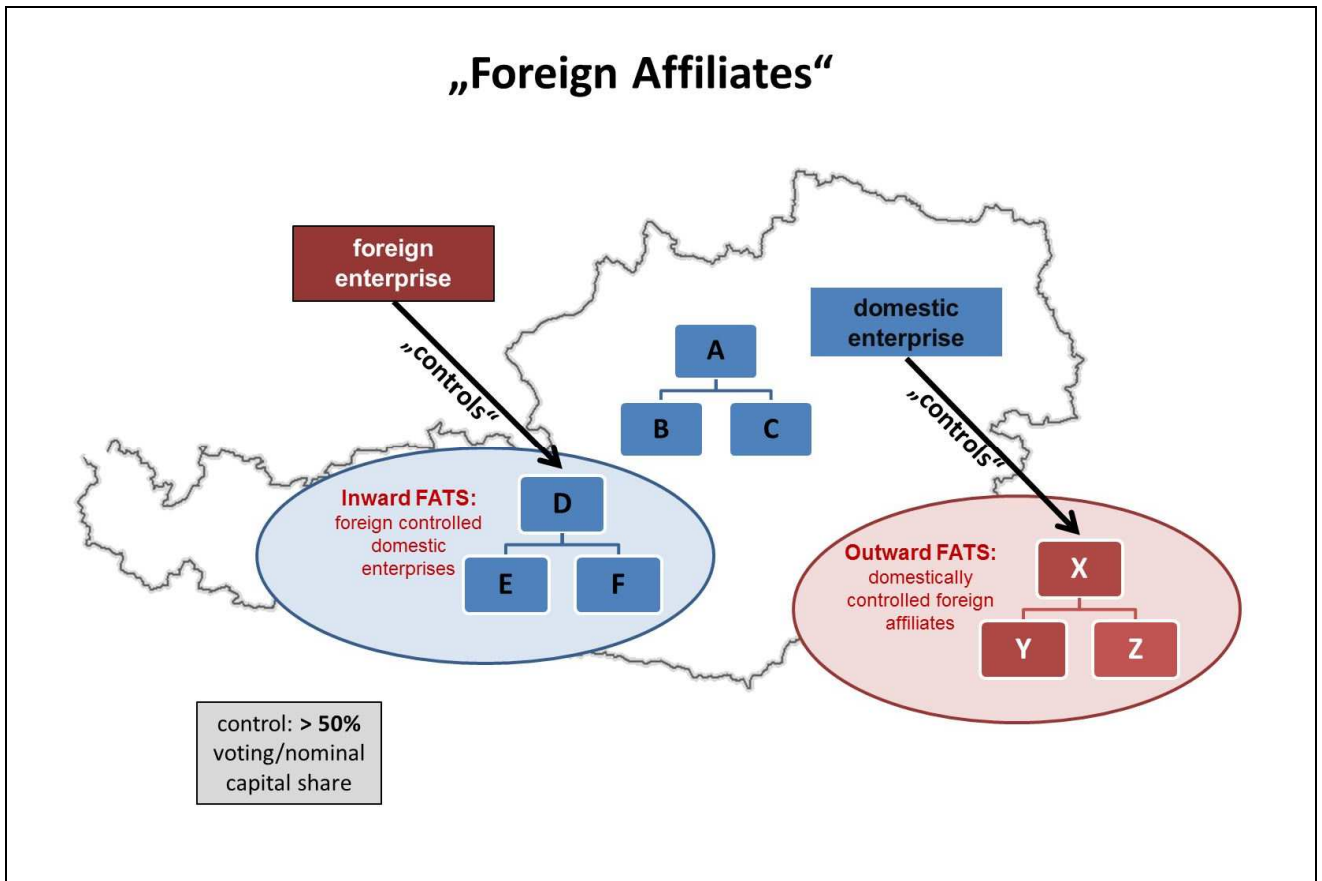 „Foreign Affiliates“
foreign
enterprise
„controls“
domestic
enterprise
„controls“
A
B
C
Inward FATS:
foreign controlled
domestic
enterprises
D
E
F
Outward FATS:
domestically
controlled foreign
affiliates
X
Y
Z
control: > 50%
voting/nominal
capital share